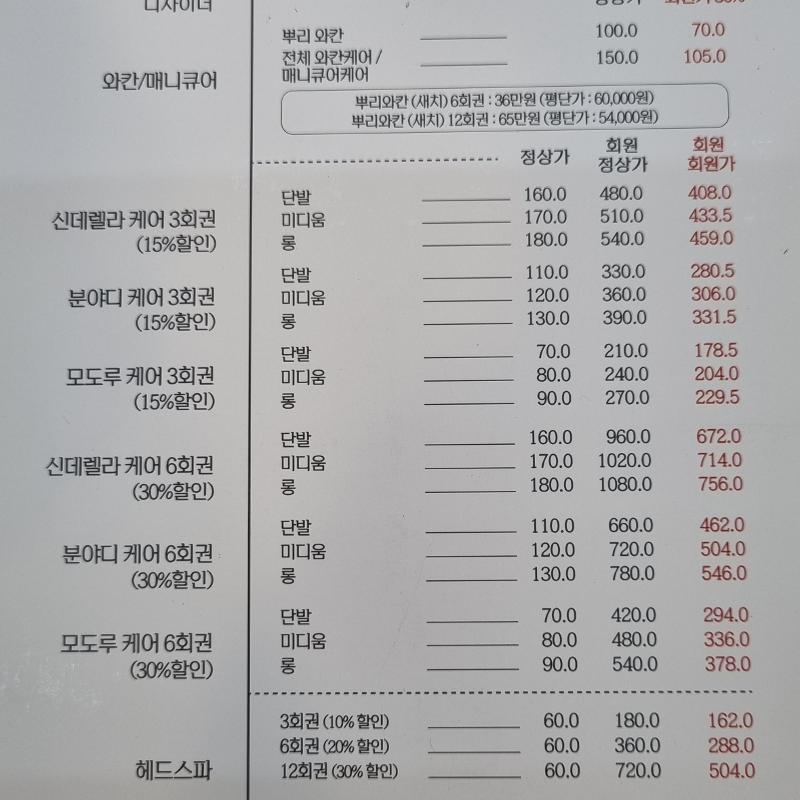 디자이너
뿌리 와칸 100.0 70.0
전체 와칸케어 / 150.0 105.0
매니큐어케어
와칸/매니큐어
뿌리와칸 (새치) 6회권 : 36만원 (평단가 : 60,000원)
뿌리와칸 (새치) 12회권 : 65만원 (평단가 : 54,000원)
정상가 회원 정상가 회원 회원가
신데렐라 케어 3회권
(15%할인)
단발 160.0 480.0 408.0
미디움 170.0 510.0 433.5
롱 180.0 540.0 459.0
분야디 케어 3회권
(15%할인)
단발 110.0 330.0 280.5
미디움 120.0 360.0 306.0
롱 130.0 390.0 331.5
모도루 케어 3회권
(15%할인)
단발 70.0 210.0 178.5
미디움 80.0 240.0 204.0
롱 90.0 270.0 229.5
신데렐라 케어 6회권
(30%할인)
단발 160.0 960.0 672.0
미디움 170.0 1020.0 714.0
롱 180.0 1080.0 756.0
분야디 케어 6회권
(30%할인)
단발 110.0 660.0 462.0
미디움 120.0 720.0 504.0
롱 130.0 780.0 546.0
모도루 케어 6회권
(30%할인)
단발 70.0 420.0 294.0
미디움 80.0 480.0 336.0
롱 90.0 540.0 378.0
헤드스파
3회권 (10% 할인) 60.0 180.0 162.0
6회권 (20% 할인) 60.0 360.0 288.0
12회권 (30% 할인) 60.0 720.0 504.0